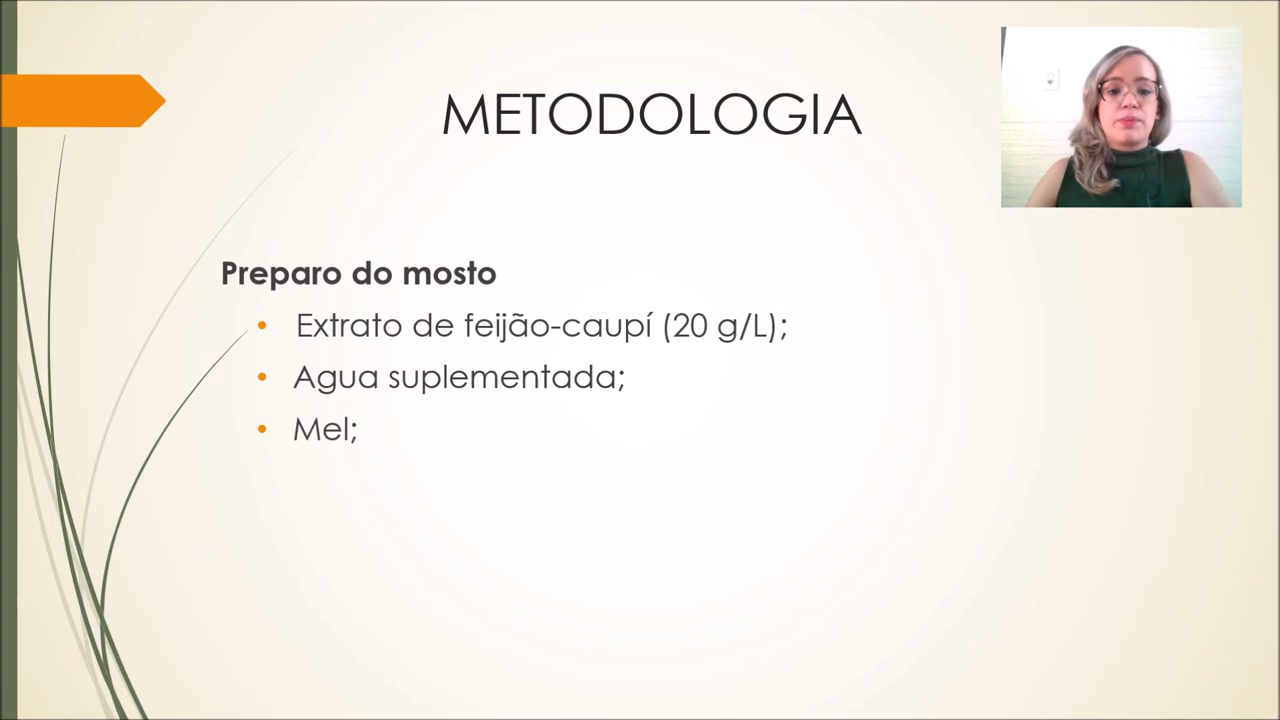 METODOLOGIA
Preparo do mosto
• Extrato de feijão-caupí (20 g/L);
• Agua suplementada;
• Mel;